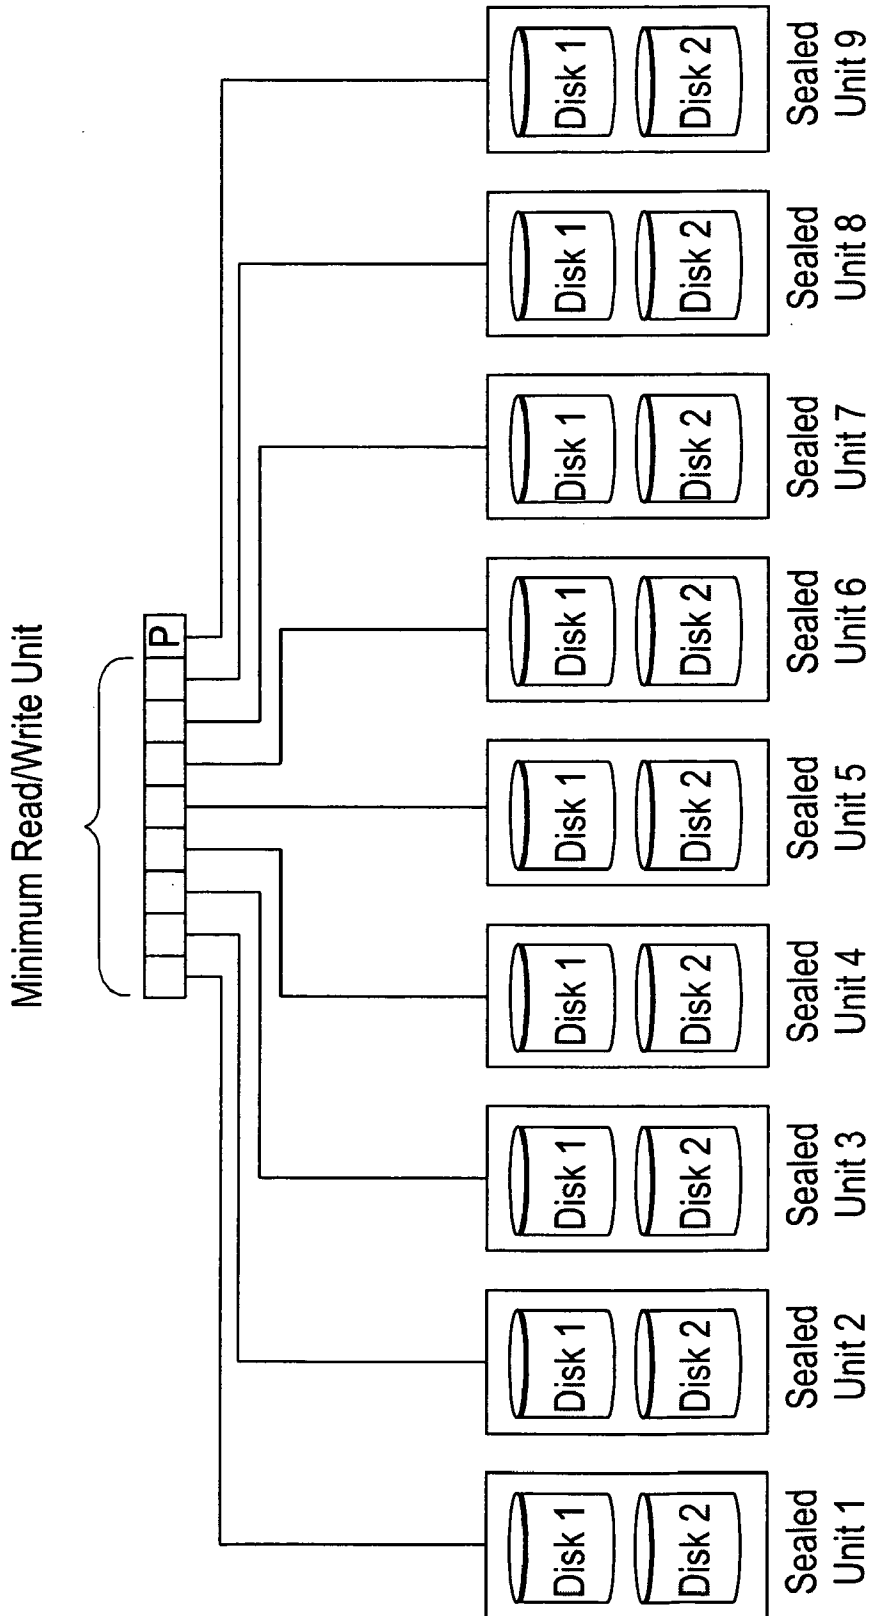 Minimum Read/Write Unit
P
Disk 1
Disk 2
Sealed
Unit 1
Disk 1
Disk 2
Sealed
Unit 2
Disk 1
Disk 2
Sealed
Unit 3
Disk 1
Disk 2
Sealed
Unit 4
Disk 1
Disk 2
Sealed
Unit 5
Disk 1
Disk 2
Sealed
Unit 6
Disk 1
Disk 2
Sealed
Unit 7
Disk 1
Disk 2
Sealed
Unit 8
Disk 1
Disk 2
Sealed
Unit 9